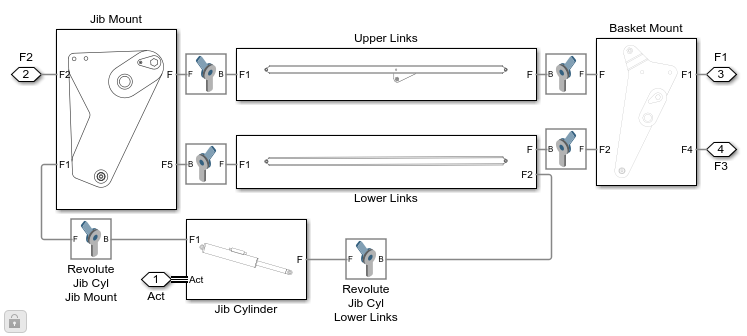 Jib Mount
Upper Links
Basket Mount
F2
2
F2
F
F
B
F1
F
B
F
F
F1
F1
3
F1
F5
F
B
F1
F
F2
B
F
F2
F4
4
F3
Lower Links
F
B
Revolute
Jib Cyl
Jib Mount
F1
F
Act
1
Act
Jib Cylinder
F
B
Revolute
Jib Cyl
Lower Links